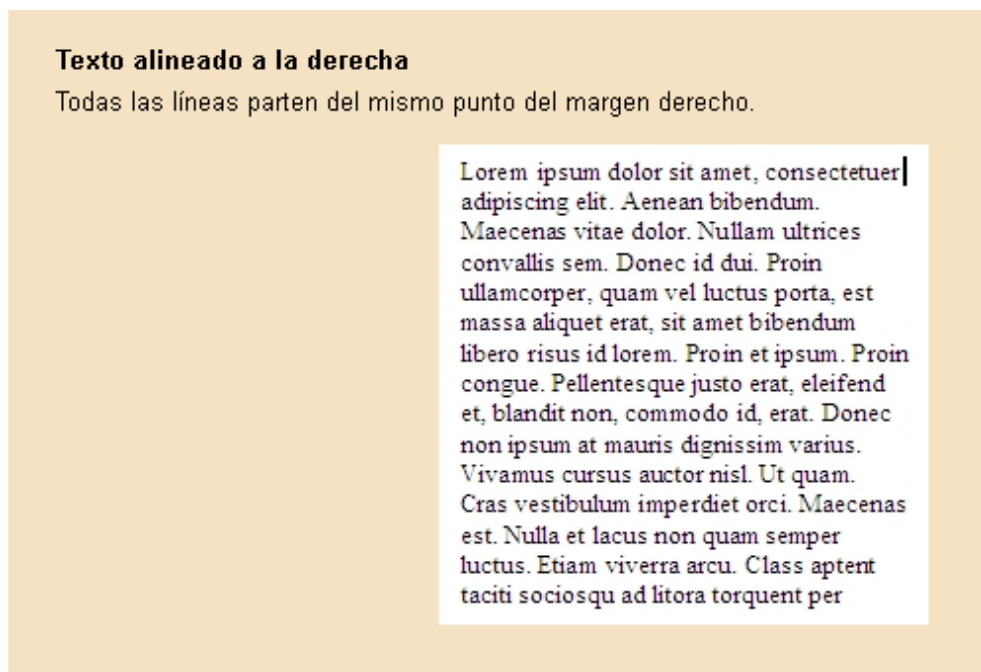 Texto alineado a la derecha
Todas las líneas parten del mismo punto del margen derecho.
Lorem ipsum dolor sit amet, consectetuer
adipiscing elit. Aenean bibendum.
Maecenas vitae dolor. Nullam ultrices
convallis sem. Donec id dui. Proin
ullamcorper, quam vel luctus porta, est
massa aliquet erat, sit amet bibendum
libero risus id lorem. Proin et ipsum. Proin
congue. Pellentesque justo erat, eleifend
et, blandit non, commodo id, erat. Donec
non ipsum at mauris dignissim varius.
Vivamus cursus auctor nisl. Ut quam.
Cras vestibulum imperdiet orci. Maecenas
est. Nulla et lacus non quam semper
luctus. Etiam viverra arcu. Class aptent
taciti sociosqu ad litora torquent per